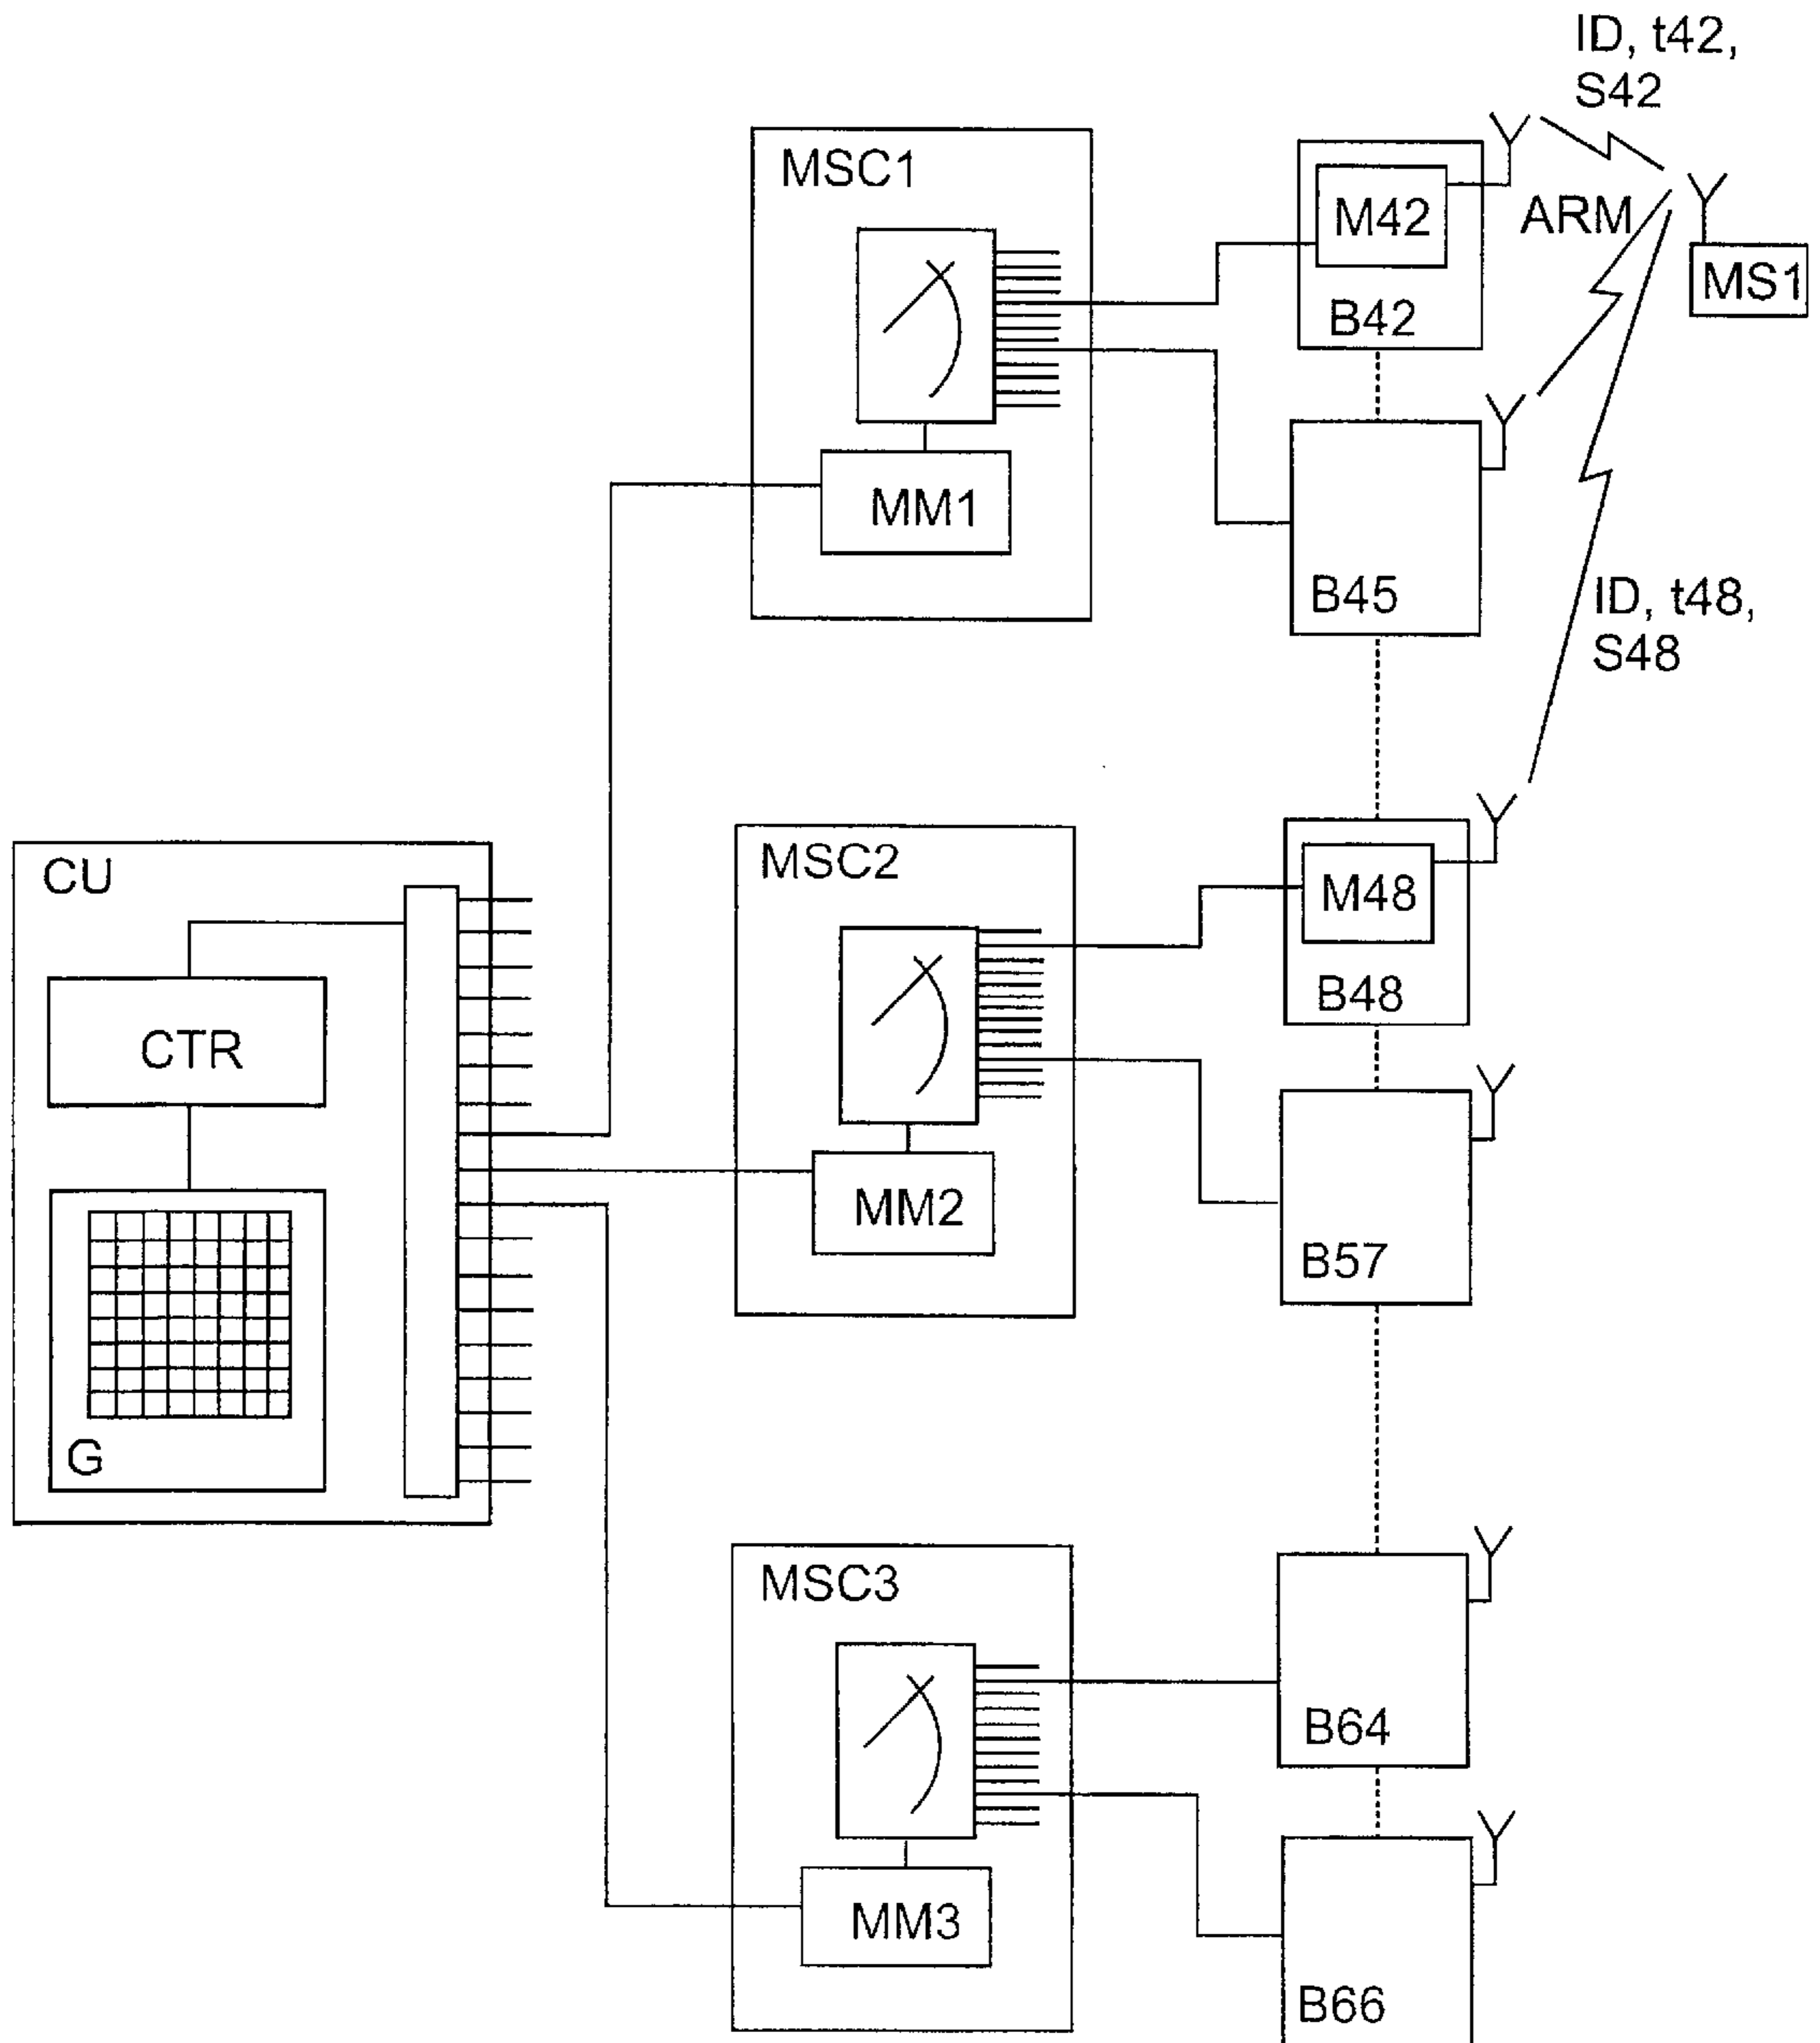 ID, t42,
S42
MSC1
M42
ARM
MS1
B42
MM1
B45
ID, t48,
S48
CU
MSC2
M48
B48
CTR
MM2
B57
G
MSC3
B64
MM3
B66